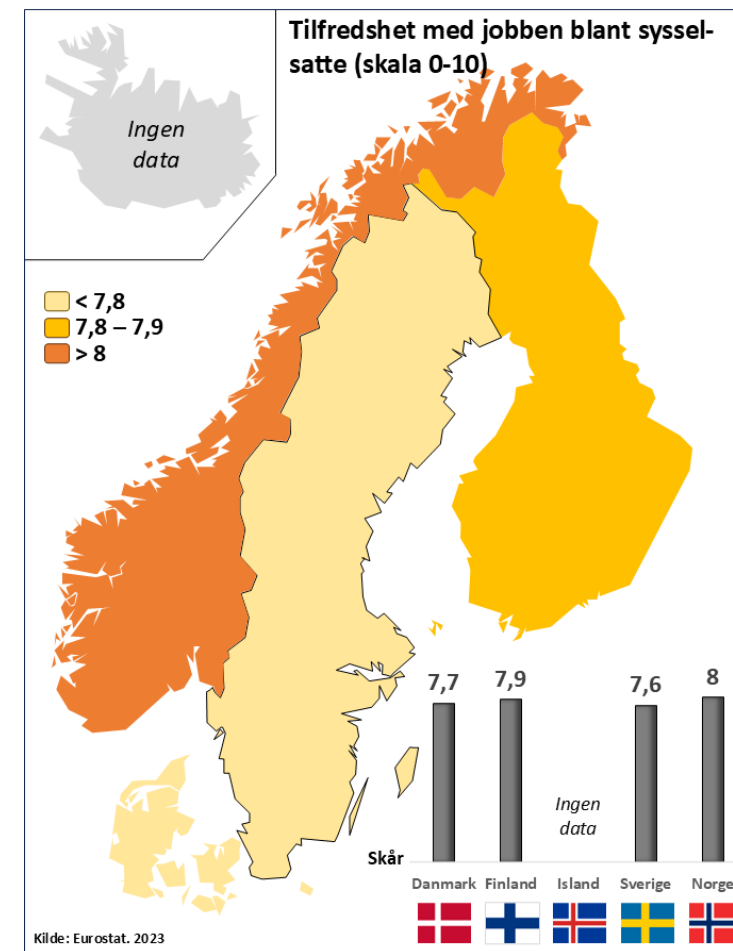 Tilfredshet med jobben blant syssel-
satte (skala 0-10)
Ingen
data
< 7,8
7,8 – 7,9
> 8
7,7
7,9
7,6
8
Ingen
data
Skår
Danmark
Finland
Island
Sverige
Norge
Kilde: Eurostat. 2023